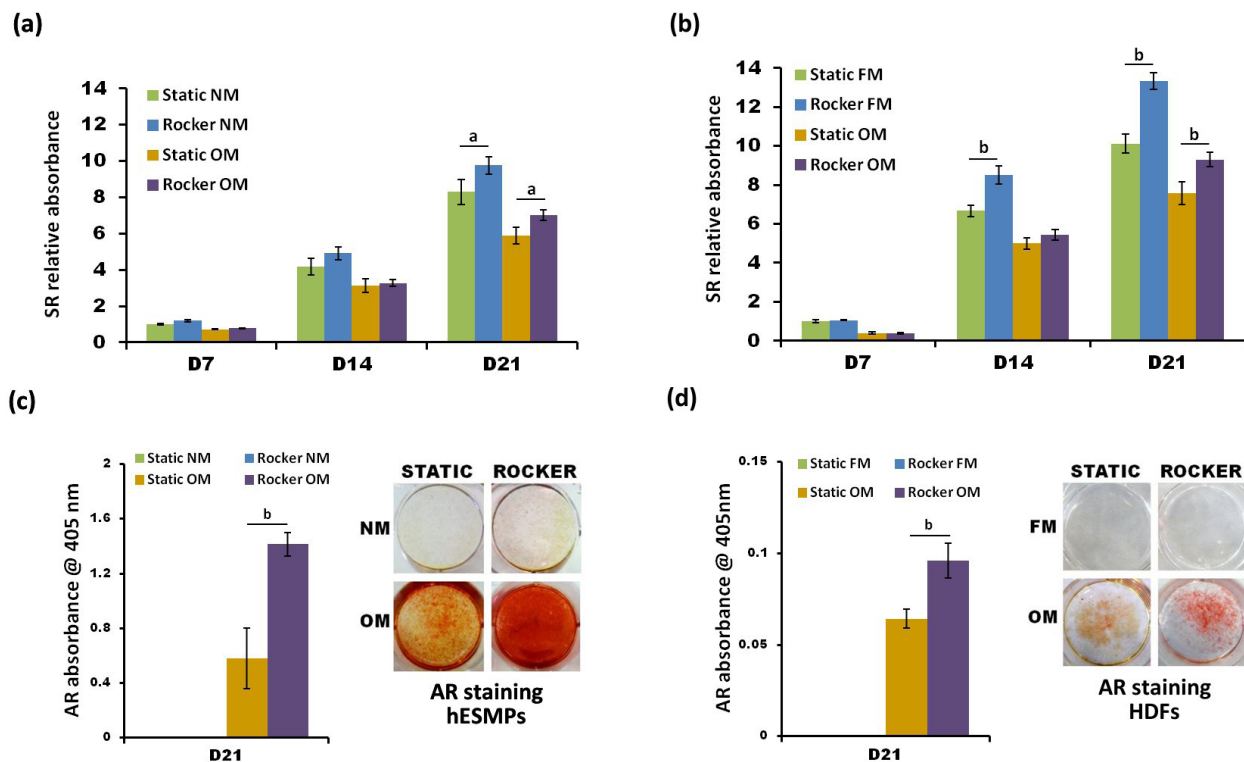 (a)
SR relative absorbance
14
12
10
8
6
4
2
0
Static NM
Rocker NM
Static OM
Rocker OM
a
a
D7 D14 D21
(b)
SR relative absorbance
14
12
10
8
6
4
2
0
Static FM
Rocker FM
Static OM
Rocker OM
b
b
b
D7 D14 D21
(c)
AR absorbance @ 405 nm
2
1.6
1.2
0.8
0.4
0
Static NM Rocker NM
Static OM Rocker OM
b
D21
STATIC ROCKER
NM
OM
AR staining
hESMPs
(d)
AR absorbance @ 405nm
0.15
0.1
0.05
0
Static FM Rocker FM
Static OM Rocker OM
b
D21
STATIC ROCKER
FM
OM
AR staining
HDFs